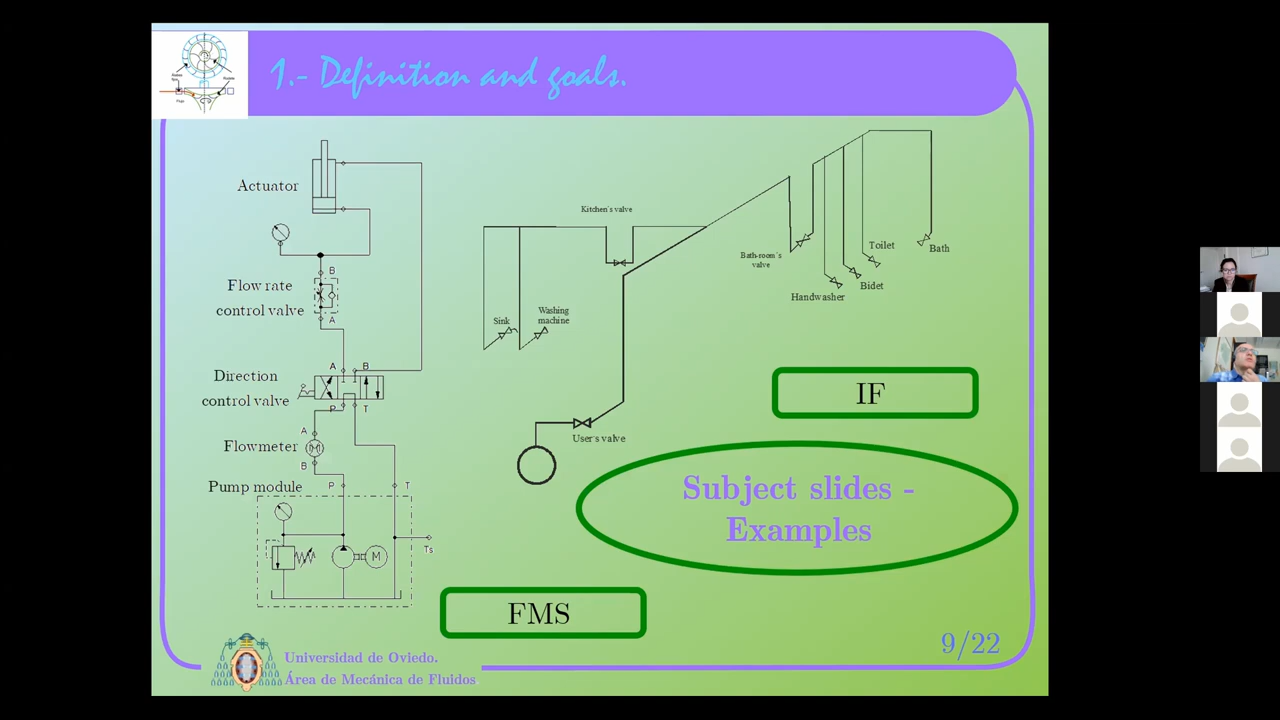 1.- Definition and goals.
Actuator
Flow rate
control valve
B
A
Direction
control valve
A
B
P
T
Flowmeter
A
M
B
Pump module
P
T
M
Ts
Kitchen´s valve
Sink
Washing
machine
User´s valve
Bath-room´s
valve
Handwasher
Bidet
Toilet
Bath
IF
Subject slides -
Examples
FMS
Universidad de Oviedo.
Área de Mecánica de Fluidos
9/22